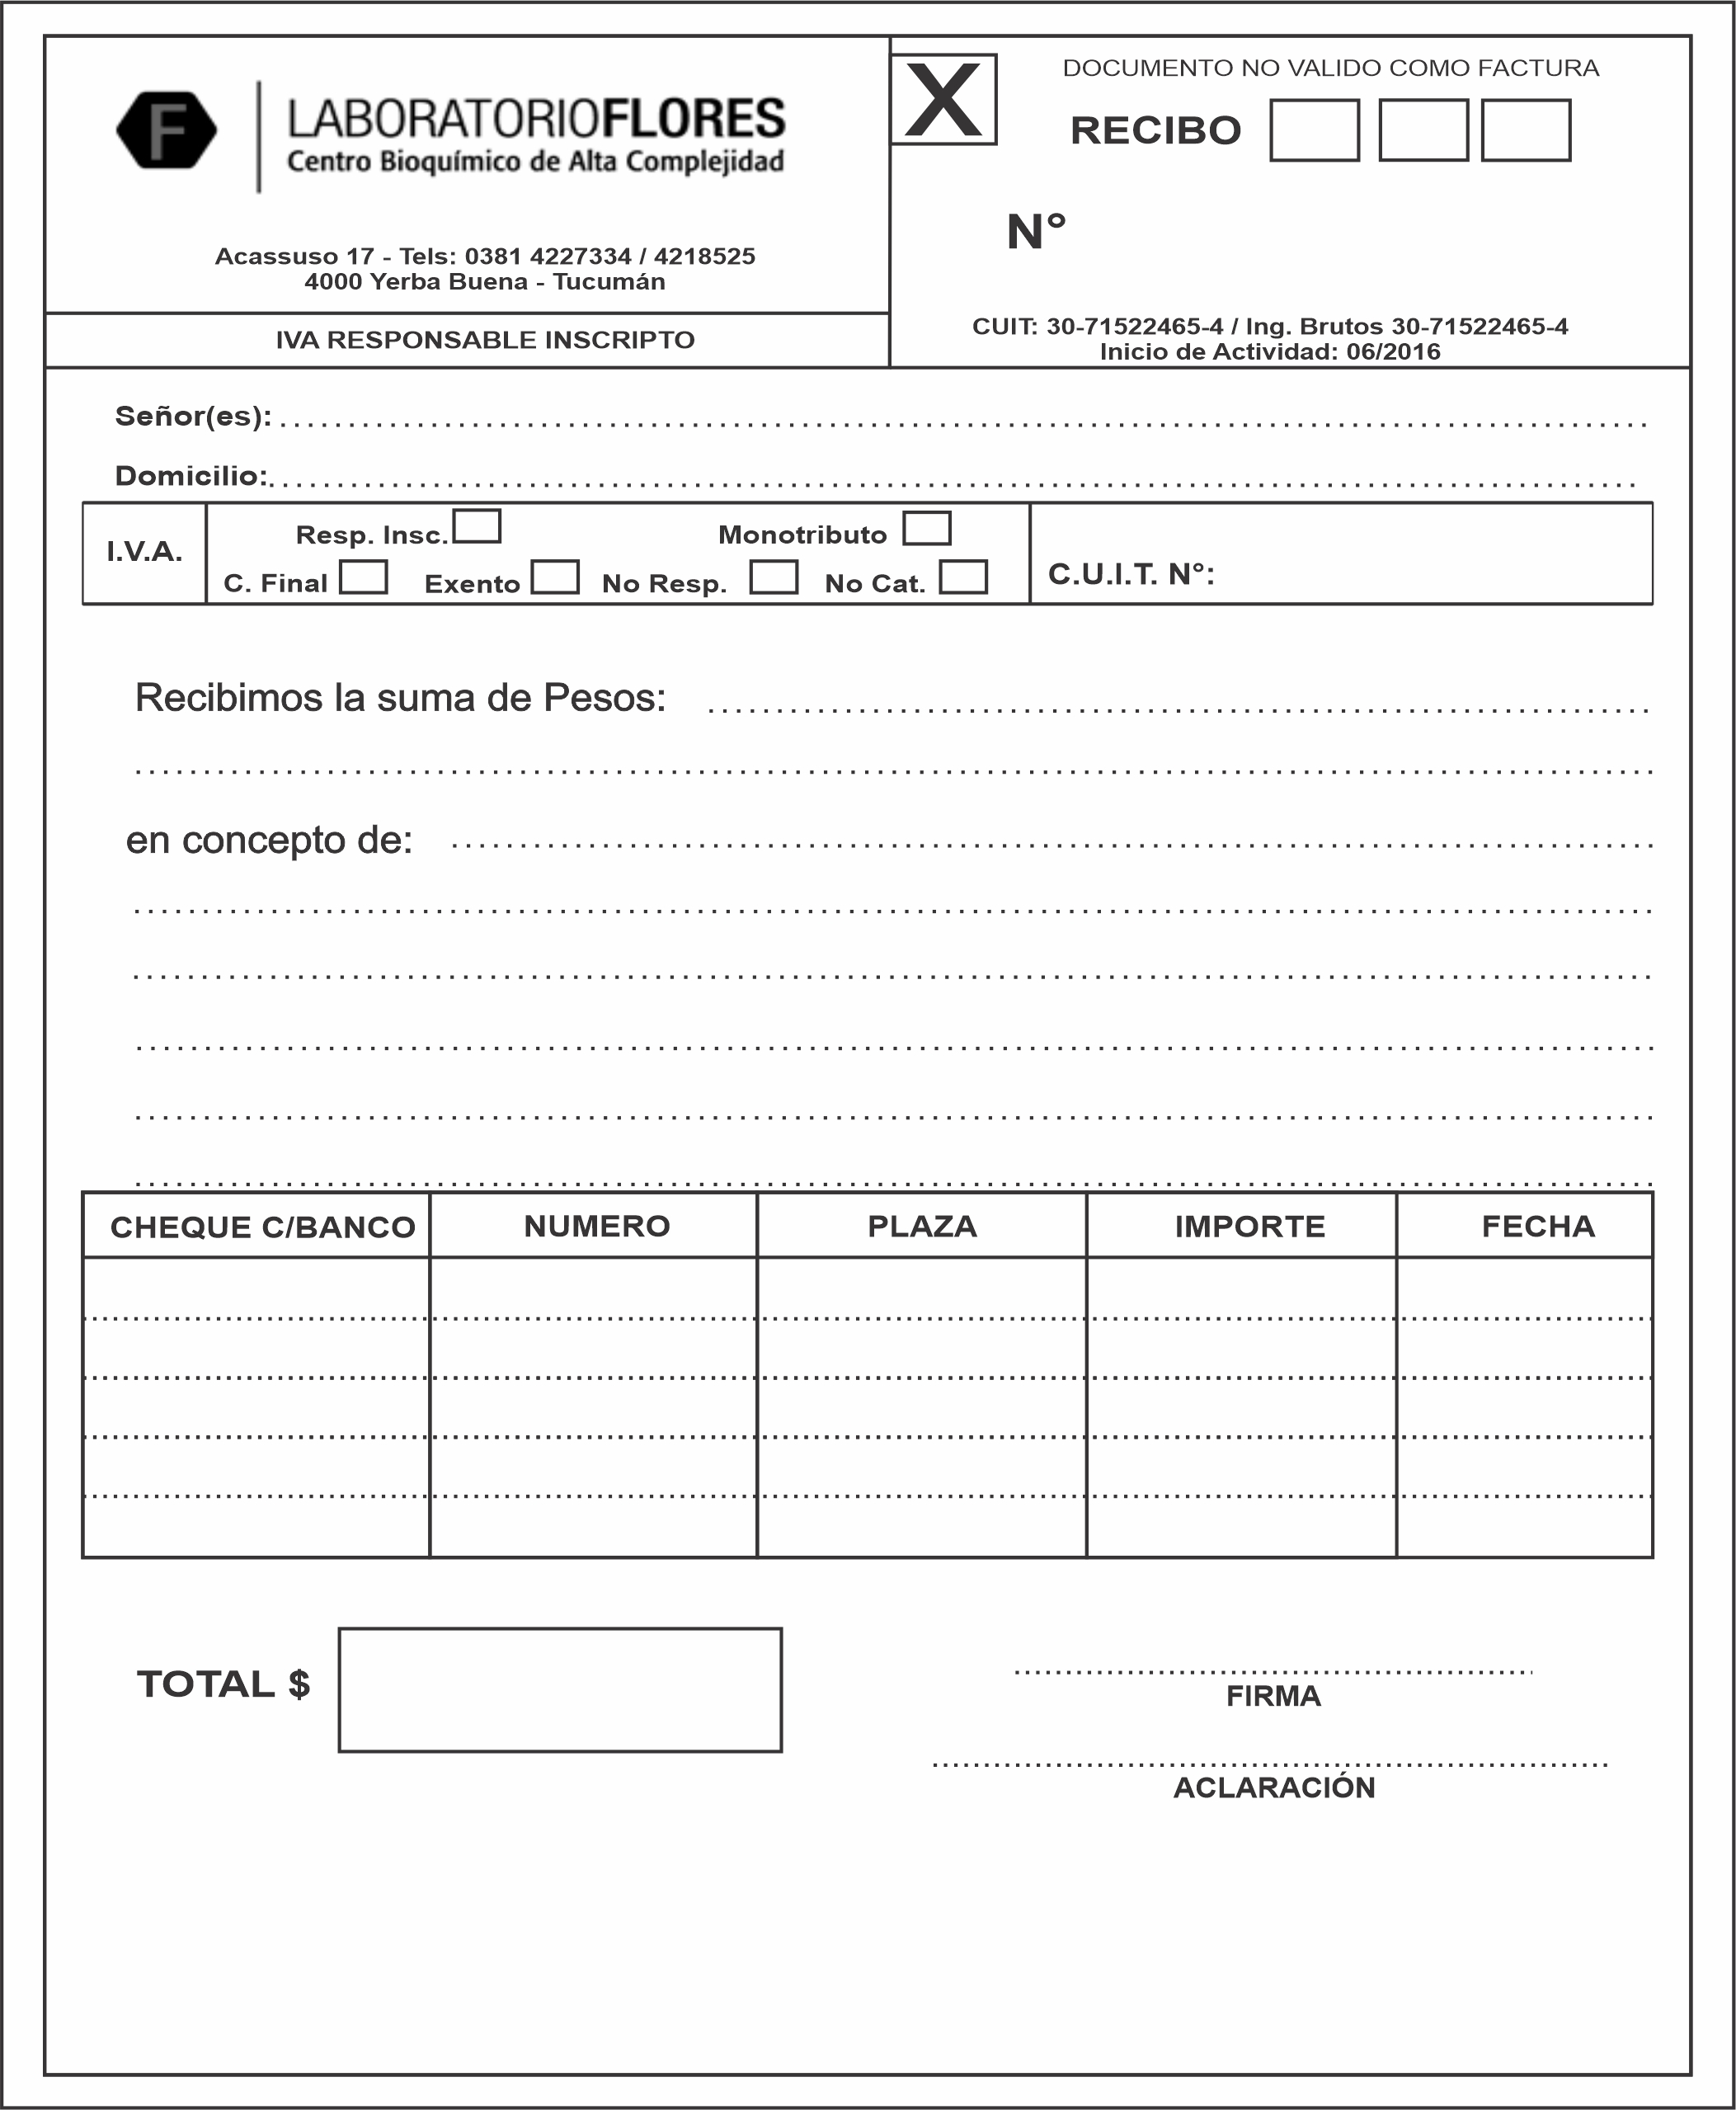 F
LABORATORIOFLORES
Centro Bioquímico de Alta Complejidad
Acassuso 17 - Tels: 0381 4227334 / 4218525
4000 Yerba Buena - Tucumán
IVA RESPONSABLE INSCRIPTO
X
DOCUMENTO NO VALIDO COMO FACTURA
RECIBO
N°
CUIT: 30-71522465-4 / Ing. Brutos 30-71522465-4
Inicio de Actividad: 06/2016
Señor(es):
Domicilio:
I.V.A.
Resp. Insc. Monotributo
C. Final Exento No Resp. No Cat.
C.U.I.T. N°:
Recibimos la suma de Pesos:
en concepto de:
CHEQUE C/BANCO NUMERO PLAZA IMPORTE FECHA
TOTAL $
FIRMA
ACLARACIÓN